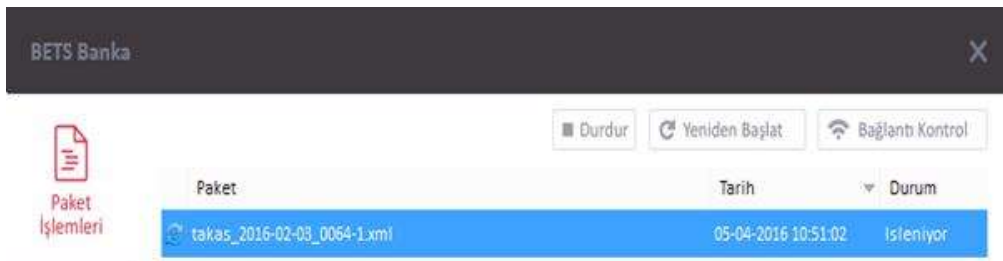 BETS Banka
X
Durdur Yeniden Başlat Bağlantı Kontrol
Paket Tarih Durum
Paket
İşlemleri
takas_2016-02-03_0064-1.xml 05-04-2016 10:51:02 Isleniyor